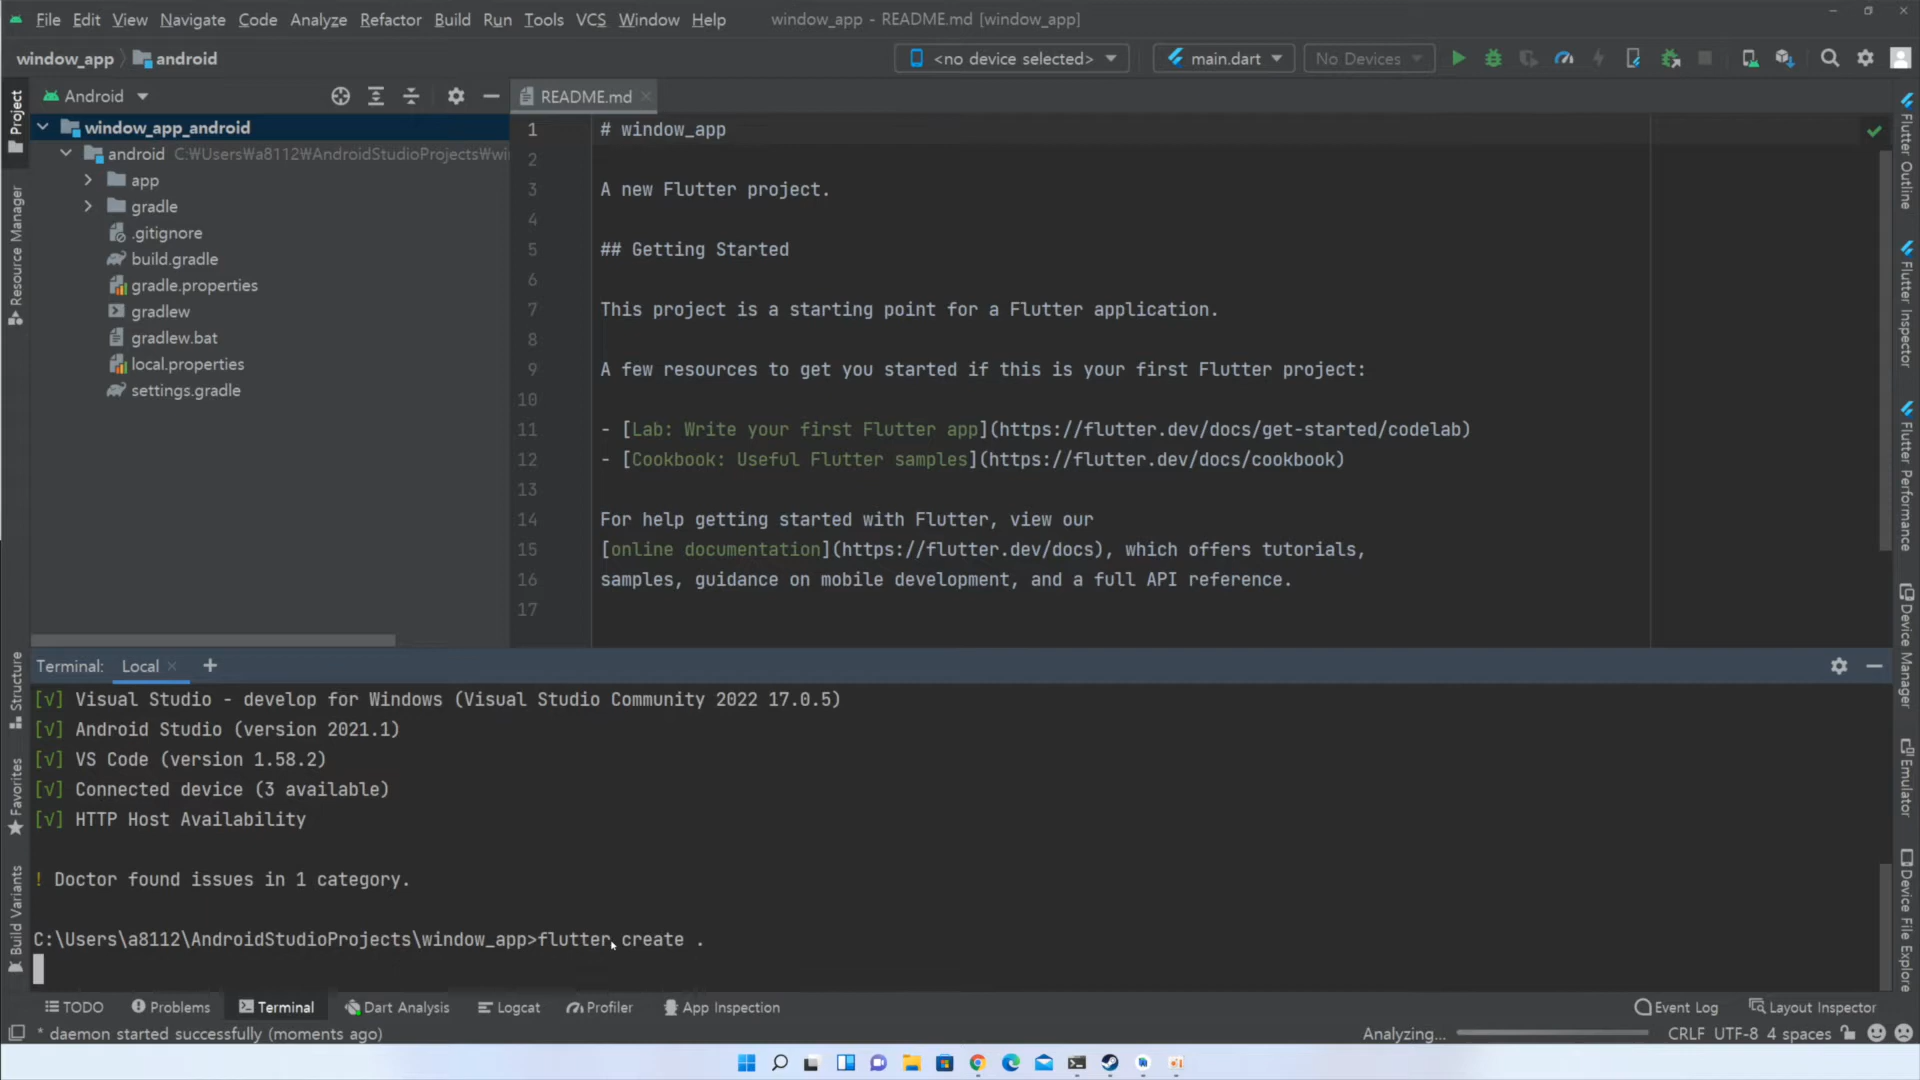 File Edit View Navigate Code Analyze Refactor Build Run Tools VCS Window Help window_app - README.md [window_app]
window_app android <no device selected> main.dart No Devices
Project
Resource Manager
Structure
Favorites
Build Variants
Android
window_app_android
android C:₩Users₩a8112₩AndroidStudioProjects₩wi
app
gradle
.gitignore
build.gradle
gradle.properties
gradlew
gradlew.bat
local.properties
settings.gradle
README.md
1 # window_app
2
3 A new Flutter project.
4
5 ## Getting Started
6
7 This project is a starting point for a Flutter application.
8
9 A few resources to get you started if this is your first Flutter project:
10
11 - [Lab: Write your first Flutter app](https://flutter.dev/docs/get-started/codelab)
12 - [Cookbook: Useful Flutter samples](https://flutter.dev/docs/cookbook)
13
14 For help getting started with Flutter, view our
15 [online documentation](https://flutter.dev/docs), which offers tutorials,
16 samples, guidance on mobile development, and a full API reference.
17
Flutter Outline
Flutter Inspector
Flutter Performance
Device Manager
Emulator
Device File Explore
Terminal: Local
[√] Visual Studio - develop for Windows (Visual Studio Community 2022 17.0.5)
[√] Android Studio (version 2021.1)
[√] VS Code (version 1.58.2)
[√] Connected device (3 available)
[√] HTTP Host Availability
! Doctor found issues in 1 category.
C:\Users\a8112\AndroidStudioProjects\window_app>flutter create .
TODO Problems Terminal Dart Analysis Logcat Profiler App Inspection Event Log Layout Inspector
* daemon started successfully (moments ago) Analyzing... CRLF UTF-8 4 spaces